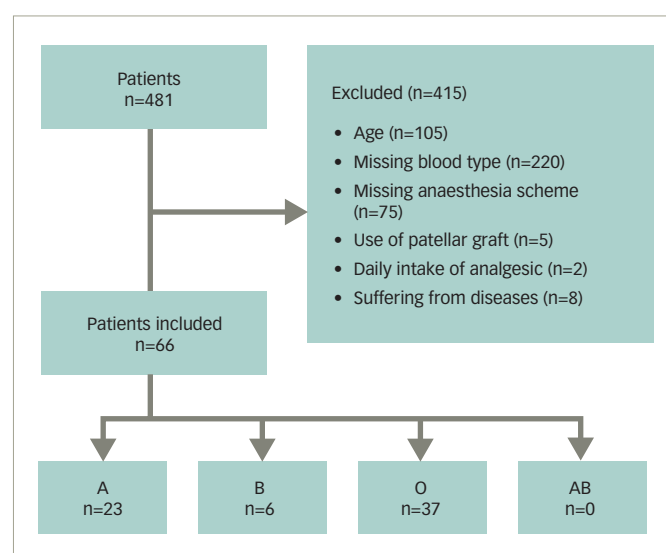 Patients
n=481
Excluded (n=415)
• Age (n=105)
• Missing blood type (n=220)
• Missing anaesthesia scheme
(n=75)
• Use of patellar graft (n=5)
• Daily intake of analgesic (n=2)
• Suffering from diseases (n=8)
Patients included
n=66
A
n=23
B
n=6
O
n=37
AB
n=0